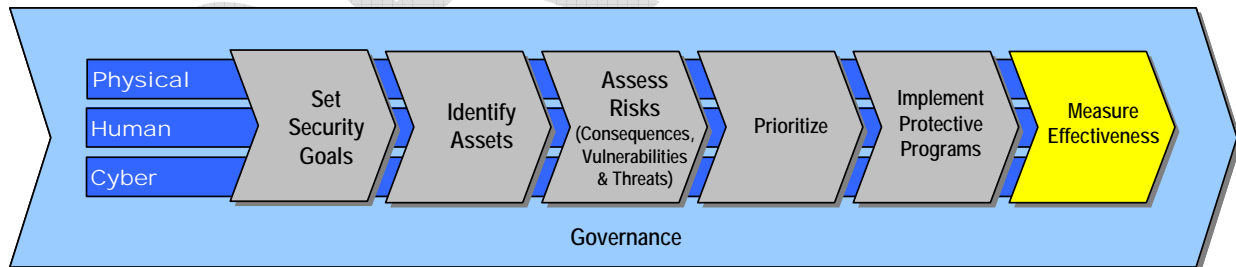 Physical
Human
Cyber
Set
Security
Goals
Identify
Assets
Assess
Risks
(Consequences,
Vulnerabilities
& Threats)
Prioritize
Implement
Protective
Programs
Measure
Effectiveness
Governance